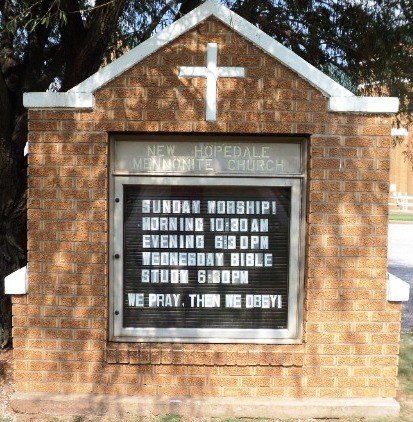 NEW HOPEDALE
MENNONITE CHURCH
SUNDAY WORSHIP!
MORNING 10:30AM
EVENING 6:30PM
WEDNESDAY BIBLE
STUDY 6:30PM
WE PRAY, THEN WE OBEY!